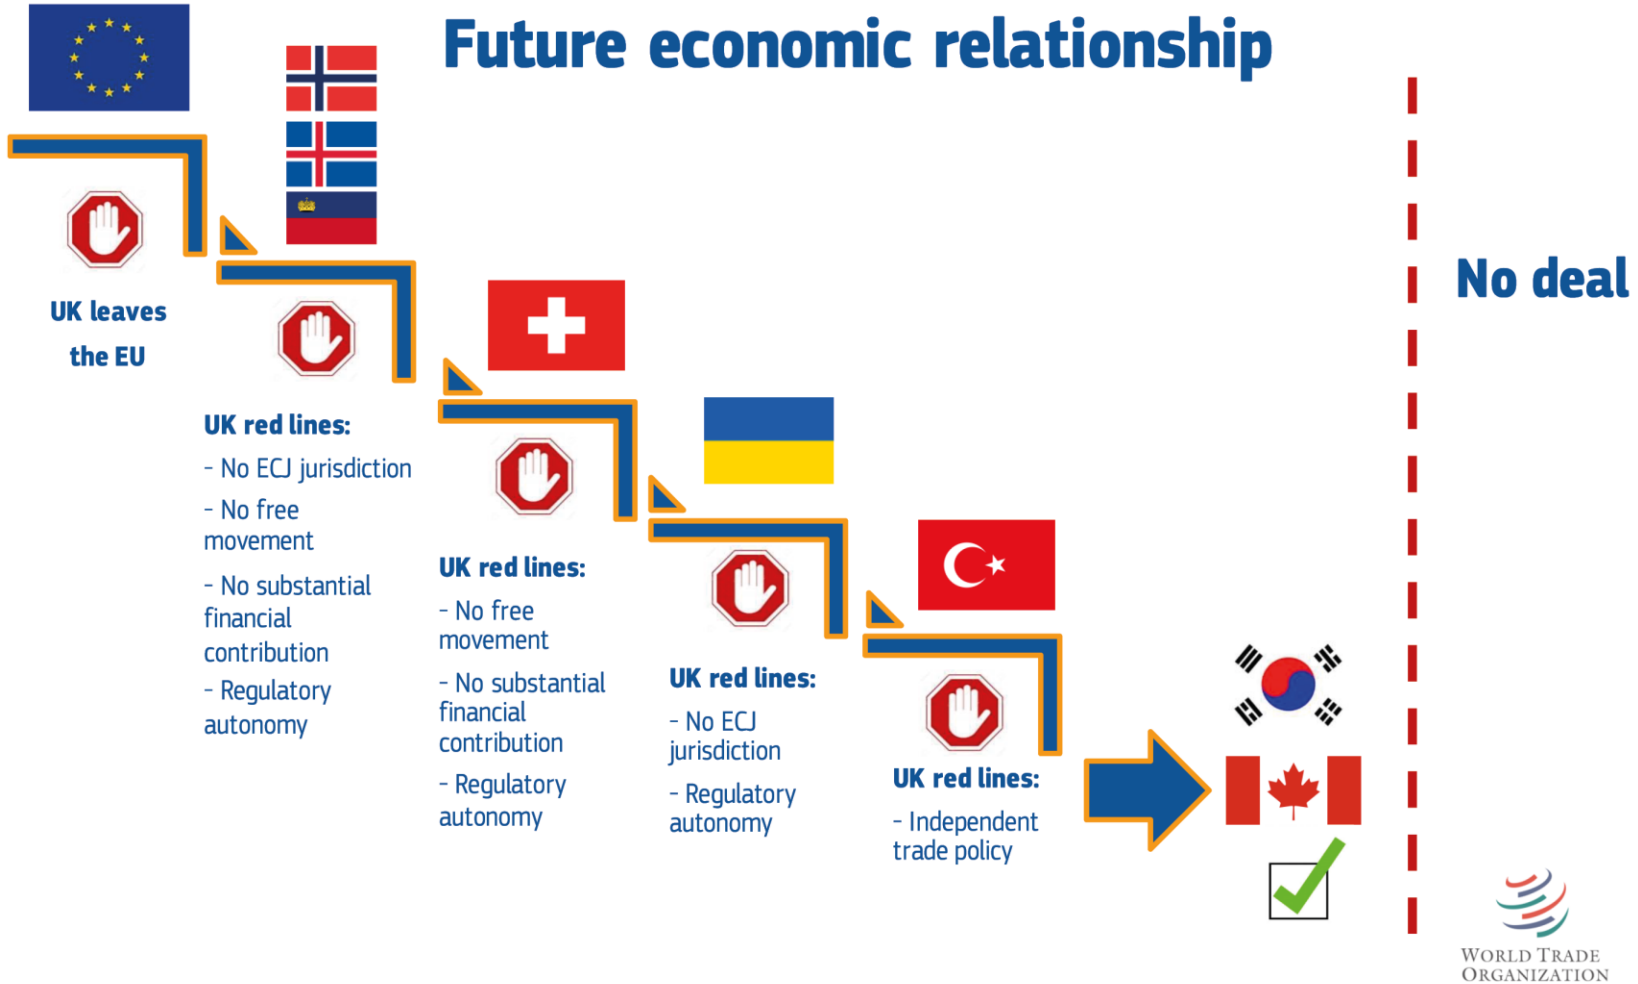 Future economic relationship
UK leaves
the EU
UK red lines:
- No ECJ jurisdiction
- No free
movement
- No substantial
financial
contribution
- Regulatory
autonomy
UK red lines:
- No free
movement
- No substantial
financial
contribution
- Regulatory
autonomy
UK red lines:
- No ECJ
jurisdiction
- Regulatory
autonomy
UK red lines:
- Independent
trade policy
No deal
WORLD TRADE
ORGANIZATION